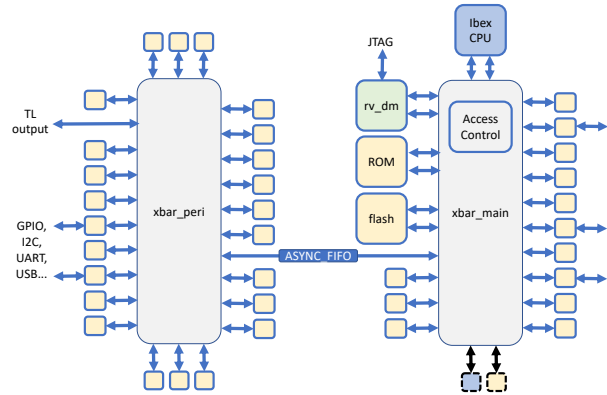 Ibex
CPU
JTAG
rv_dm
TL
output
Access
Control
ROM
xbar_peri
flash
xbar_main
GPIO,
I2C,
UART,
USB...
ASYNC_FIFO